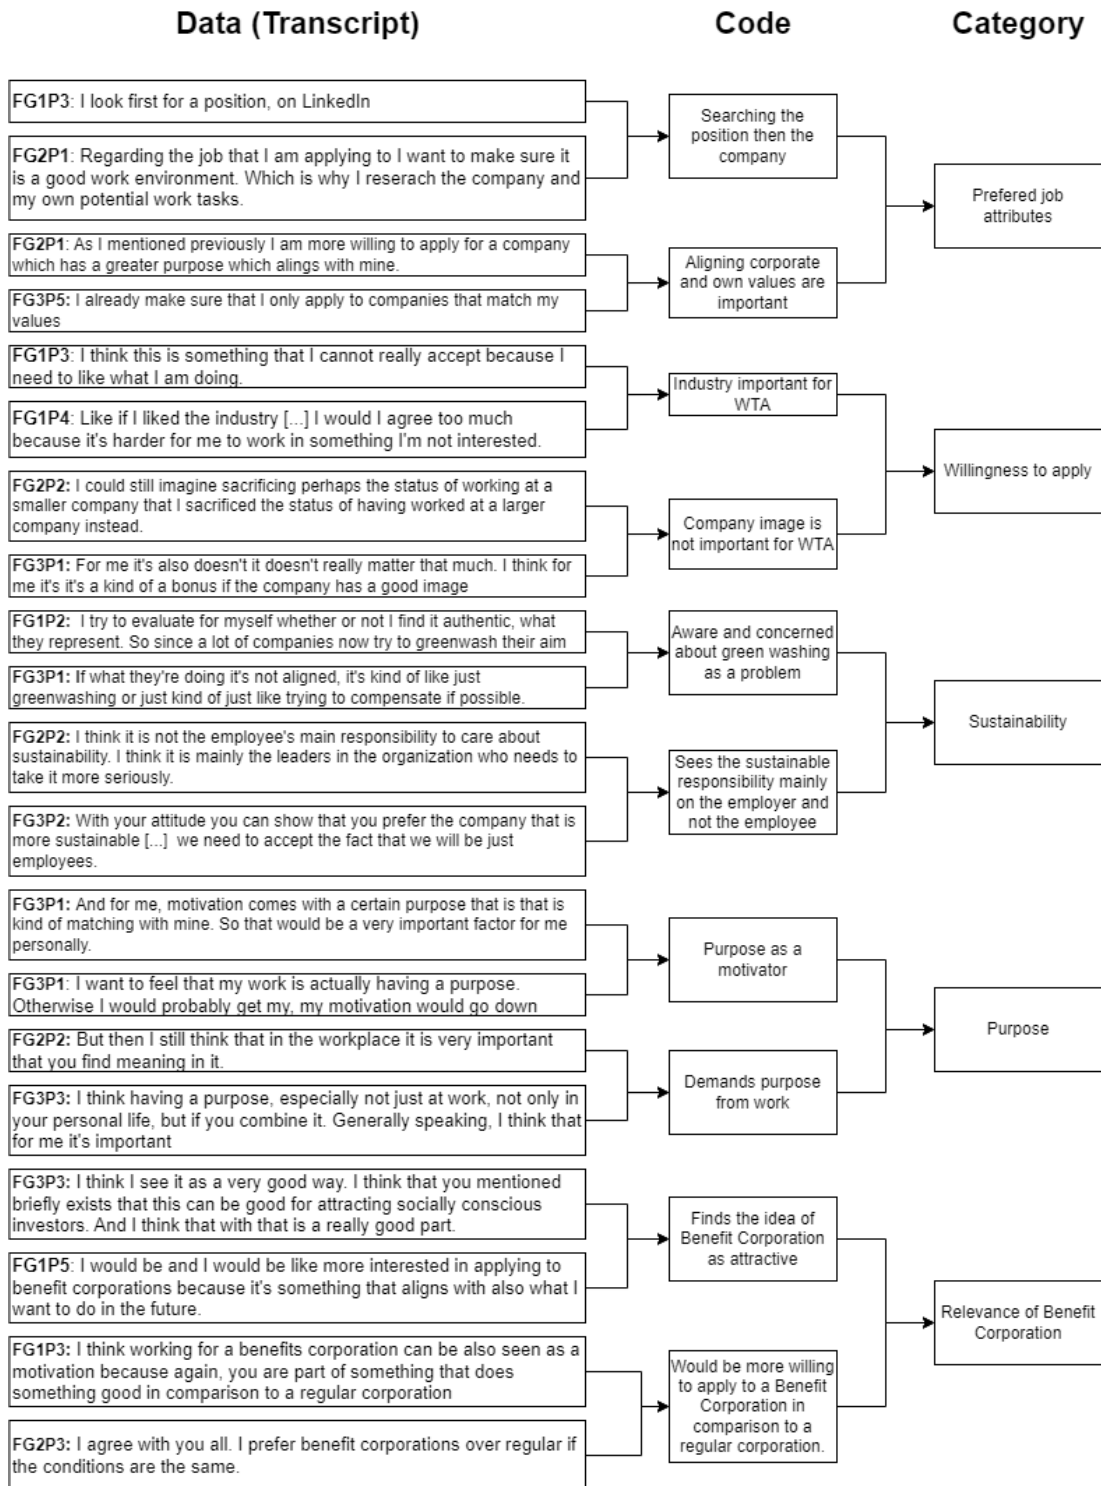 Data (Transcript)
Code
Category
FG1P3: I look first for a position, on LinkedIn
FG2P1: Regarding the job that I am applying to I want to make sure it
is a good work environment. Which is why I reserach the company and
my own potential work tasks.
Searching the
position then the
company
FG2P1: As I mentioned previously I am more willing to apply for a company
which has a greater purpose which alings with mine.
FG3P5: I already make sure that I only apply to companies that match my
values
Aligning corporate
and own values are
important
Prefered job
attributes
FG1P3: I think this is something that I cannot really accept because I
need to like what I am doing.
FG1P4: Like if I liked the industry [...] I would I agree too much
because it's harder for me to work in something I'm not interested.
Industry important for
WTA
FG2P2: I could still imagine sacrificing perhaps the status of working at a
smaller company that I sacrificed the status of having worked at a larger
company instead.
FG3P1: For me it's also doesn't it doesn't really matter that much. I think for
me it's it's a kind of a bonus if the company has a good image
Company image is
not important for WTA
Willingness to apply
FG1P2: I try to evaluate for myself whether or not I find it authentic, what
they represent. So since a lot of companies now try to greenwash their aim
FG3P1: If what they're doing it's not aligned, it's kind of like just
greenwashing or just kind of just like trying to compensate if possible.
Aware and concerned
about green washing
as a problem
FG2P2: I think it is not the employee's main responsibility to care about
sustainability. I think it is mainly the leaders in the organization who needs to
take it more seriously.
FG3P2: With your attitude you can show that you prefer the company that is
more sustainable [...] we need to accept the fact that we will be just
employees.
Sees the sustainable
responsibility mainly
on the employer and
not the employee
Sustainability
FG3P1: And for me, motivation comes with a certain purpose that is that is
kind of matching with mine. So that would be a very important factor for me
personally.
FG3P1: I want to feel that my work is actually having a purpose.
Otherwise I would probably get my, my motivation would go down
Purpose as a
motivator
FG2P2: But then I still think that in the workplace it is very important
that you find meaning in it.
FG3P3: I think having a purpose, especially not just at work, not only in
your personal life, but if you combine it. Generally speaking, I think that
for me it's important
Demands purpose
from work
Purpose
FG3P3: I think I see it as a very good way. I think that you mentioned
briefly exists that this can be good for attracting socially conscious
investors. And I think that with that is a really good part.
FG1P5: I would be and I would be like more interested in applying to
benefit corporations because it's something that aligns with also what I
want to do in the future.
Finds the idea of
Benefit Corporation
as attractive
FG1P3: I think working for a benefits corporation can be also seen as a
motivation because again, you are part of something that does
something good in comparison to a regular corporation
FG2P3: I agree with you all. I prefer benefit corporations over regular if
the conditions are the same.
Would be more willing
to apply to a Benefit
Corporation in
comparison to a
regular corporation.
Relevance of Benefit
Corporation